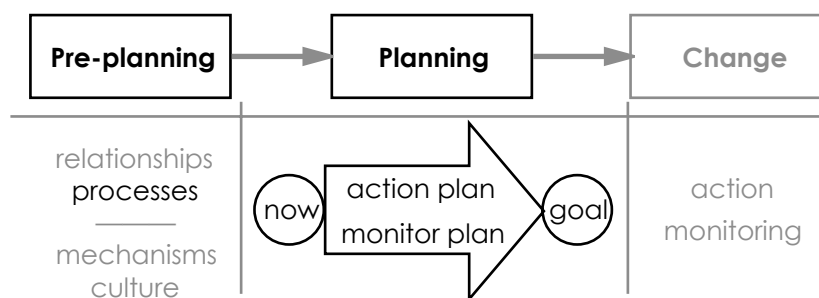 Pre-planning
Planning
Change
relationships
processes
mechanisms
culture
now
action plan
monitor plan
goal
action
monitoring